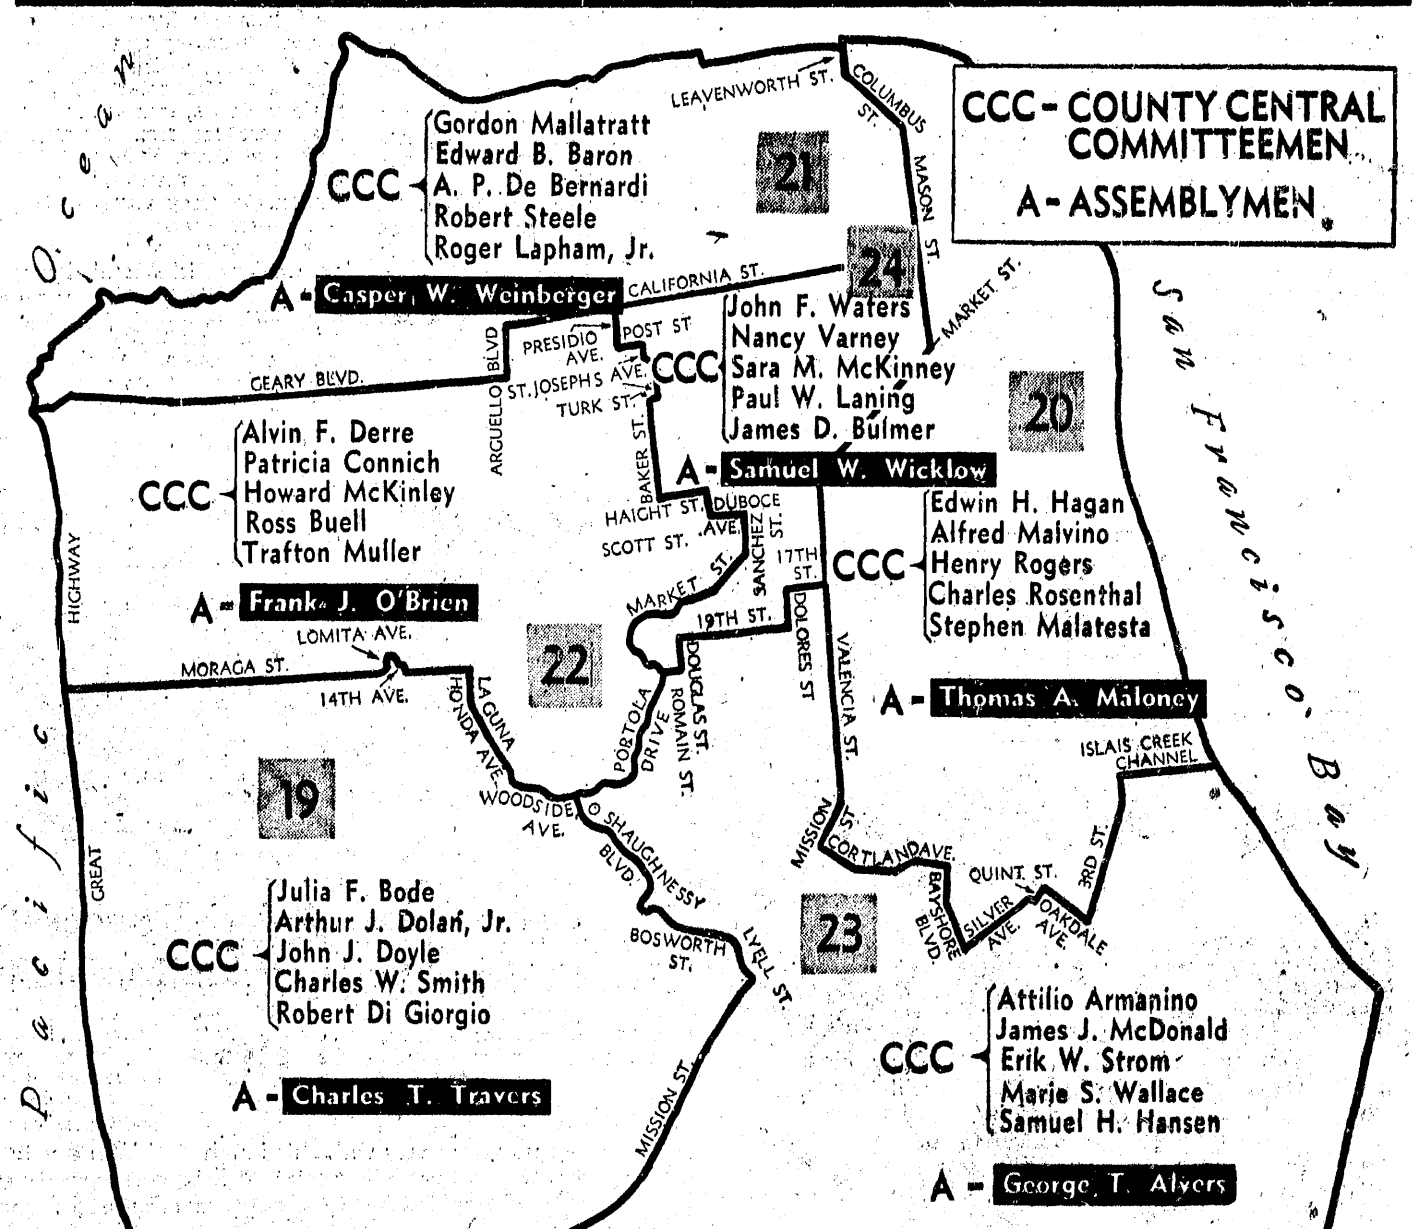 Pacific Ocean
San Francisco Bay
CCC - COUNTY CENTRAL
COMMITTEEMEN
A - ASSEMBLYMEN
LEAVENWORTH ST.
COLUMBUS
ST.
MASON ST
MARKET ST.
21
CCC
Gordon Mallatratt
Edward B. Baron
A. P. De Bernardi
Robert Steele
Roger Lapham, Jr.
A - Casper W. Weinberger
CALIFORNIA ST.
24
CCC
John F. Waters
Nancy Varney
Sara M. McKinney
Paul W. Laning
James D. Bulmer
A - Samuel W. Wicklow
PRESIDIO
AVE.
POST ST
ST. JOSEPHS AVE.
TURK ST.
ARGUELLO BLVD
GEARY BLVD.
BAKER ST.
HAIGHT ST.
DUBOCE
AVE.
SCOTT ST.
SANCHEZ
ST.
17TH
ST.
MARKET ST.
19TH ST.
DOLORES ST
VALENCIA ST.
20
CCC
Edwin H. Hagan
Alfred Malvino
Henry Rogers
Charles Rosenthal
Stephen Malatesta
A - Thomas A. Maloney
CCC
Alvin F. Derre
Patricia Connich
Howard McKinley
Ross Buell
Trafton Muller
A - Frank J. O'Brien
22
LOMITA AVE.
MORAGA ST.
14TH AVE.
GREAT HIGHWAY
LAGUNA
HONDA AVE.
WOODSIDE
AVE.
PORTOLA
DRIVE
DOUGLAS ST.
ROMAIN ST.
O SHAUGHNESSY
BLVD.
BOSWORTH
ST.
LYELL ST.
MISSION ST.
19
CCC
Julia F. Bode
Arthur J. Dolan, Jr.
John J. Doyle
Charles W. Smith
Robert Di Giorgio
A - Charles T. Travers
MISSION ST.
CORTLAND AVE.
BAYSHORE
BLVD.
SILVER
AVE.
QUINT ST.
OAKDALE
AVE
3RD ST.
ISLAIS CREEK
CHANNEL
23
CCC
Attilio Armanino
James J. McDonald
Erik W. Strom
Marie S. Wallace
Samuel H. Hansen
A - George T. Alvers